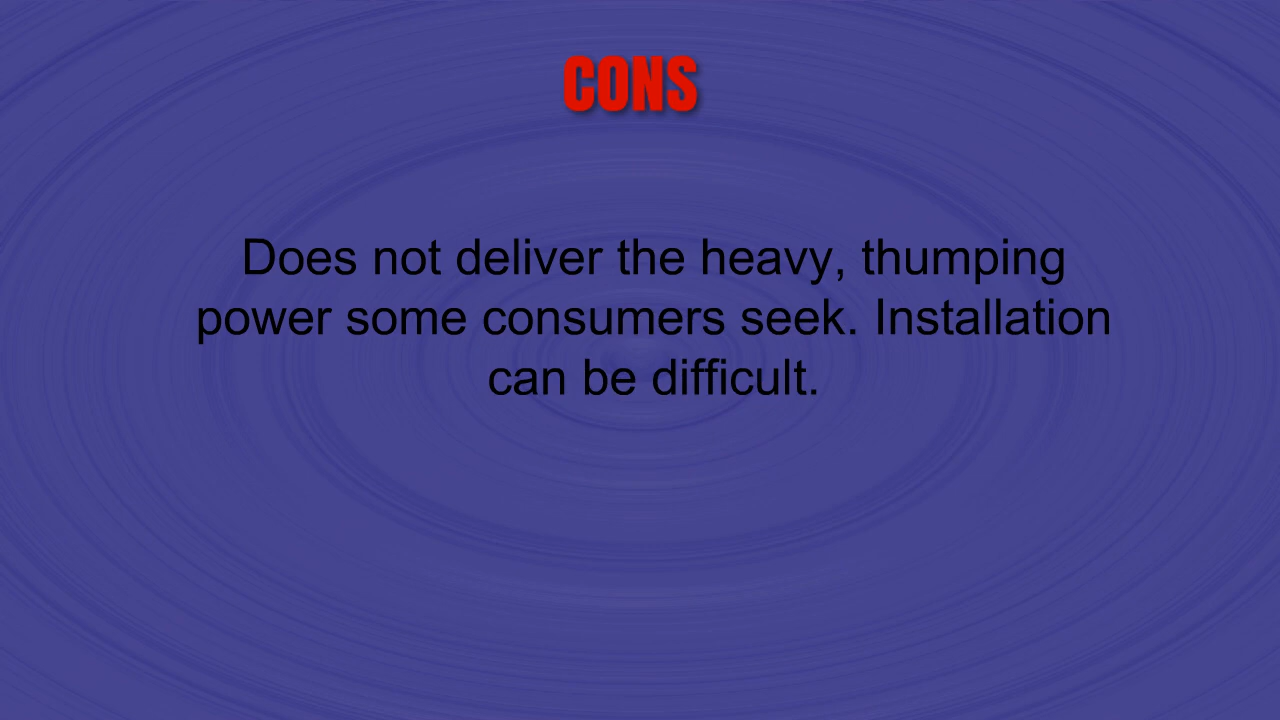 CONS
Does not deliver the heavy, thumping
power some consumers seek. Installation
can be difficult.